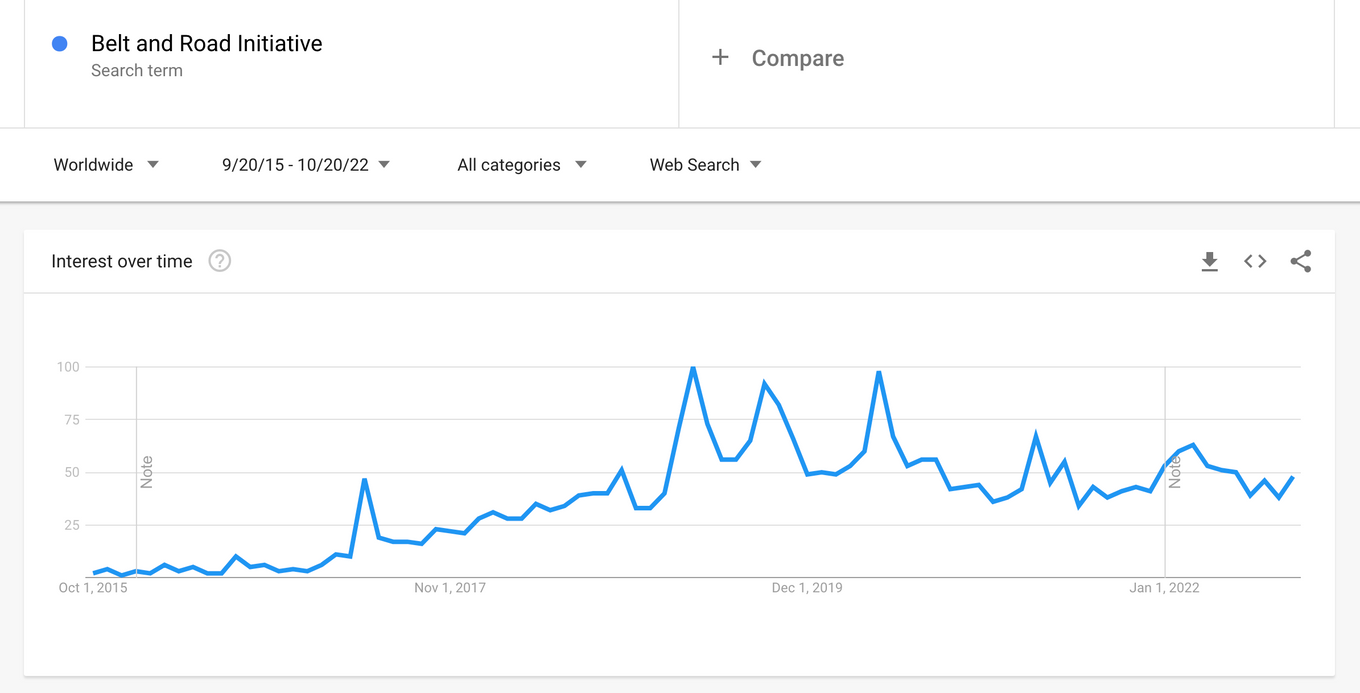 Belt and Road Initiative
Search term
+ Compare
Worldwide
9/20/15 - 10/20/22
All categories
Web Search
Interest over time
?
100
75
50
25
Note
Note
Oct 1, 2015
Nov 1, 2017
Dec 1, 2019
Jan 1, 2022